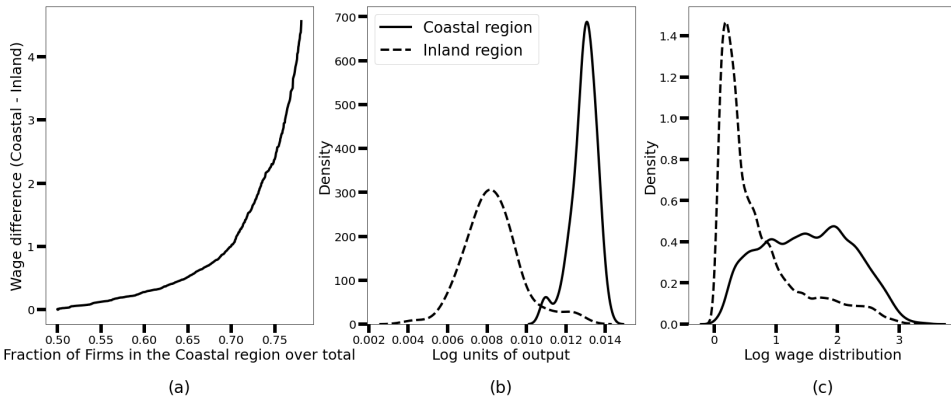 Wage difference (Coastal - Inland)
4
3
2
1
0
0.50 0.55 0.60 0.65 0.70 0.75
Fraction of Firms in the Coastal region over total
(a)
Density
700
600
500
400
300
200
100
0
Coastal region
Inland region
0.002 0.004 0.006 0.008 0.010 0.012 0.014
Log units of output
(b)
Density
1.4
1.2
1.0
0.8
0.6
0.4
0.2
0.0
0 1 2 3
Log wage distribution
(c)